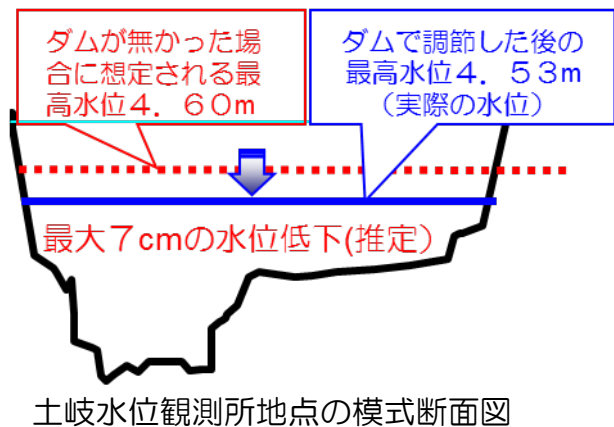 ダムが無かった場
合に想定される最
高水位4．60m
ダムで調節した後の
最高水位4．53m
（実際の水位）
最大7cmの水位低下(推定）
土岐水位観測所地点の模式断面図